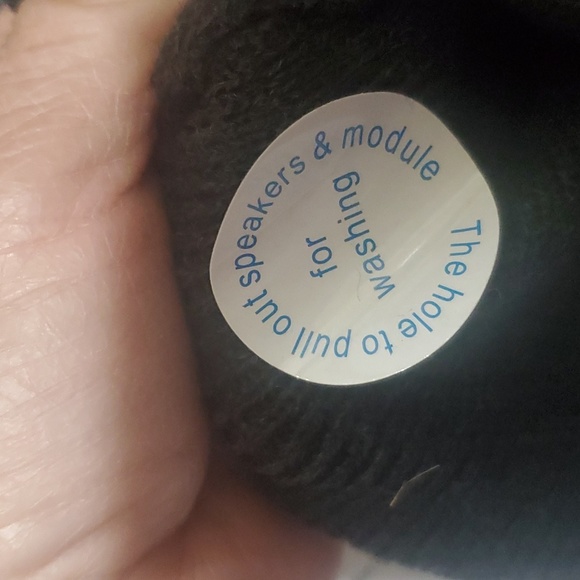 The hole to pull out speakers & module
for
washing